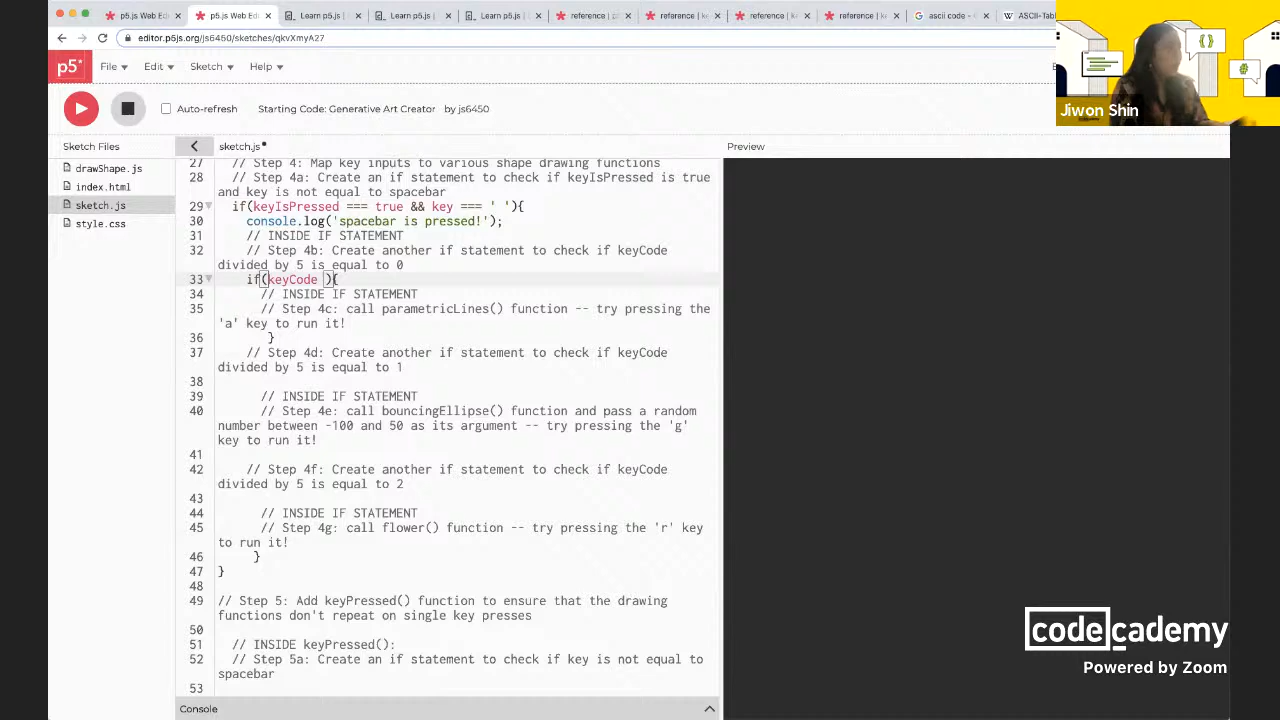 p5.js Web Edi
p5.js Web Edi
Learn p5.js
Learn p5.js
Learn p5.js
reference |
reference |
reference |
reference |
ascii code -
ASCII-Tab
editor.p5js.org/js6450/sketches/qkvXmyA27
p5* File Edit Sketch Help
Auto-refresh Starting Code: Generative Art Creator by js6450
Jiwon Shin
Sketch Files
drawShape.js
index.html
sketch.js
style.css
sketch.js
Preview
27 // Step 4: Map key inputs to various shape drawing functions
28 // Step 4a: Create an if statement to check if keyIsPressed is true
and key is not equal to spacebar
29 if(keyIsPressed === true && key === ' '){
30 console.log('spacebar is pressed!');
31 // INSIDE IF STATEMENT
32 // Step 4b: Create another if statement to check if keyCode
divided by 5 is equal to 0
33 if(keyCode ){
34 // INSIDE IF STATEMENT
35 // Step 4c: call parametricLines() function -- try pressing the
'a' key to run it!
36 }
37 // Step 4d: Create another if statement to check if keyCode
divided by 5 is equal to 1
38
39 // INSIDE IF STATEMENT
40 // Step 4e: call bouncingEllipse() function and pass a random
number between -100 and 50 as its argument -- try pressing the 'g'
key to run it!
41
42 // Step 4f: Create another if statement to check if keyCode
divided by 5 is equal to 2
43
44 // INSIDE IF STATEMENT
45 // Step 4g: call flower() function -- try pressing the 'r' key
to run it!
46 }
47 }
48
49 // Step 5: Add keyPressed() function to ensure that the drawing
functions don't repeat on single key presses
50
51 // INSIDE keyPressed():
52 // Step 5a: Create an if statement to check if key is not equal to
spacebar
53
Console
codecademy
Powered by Zoom